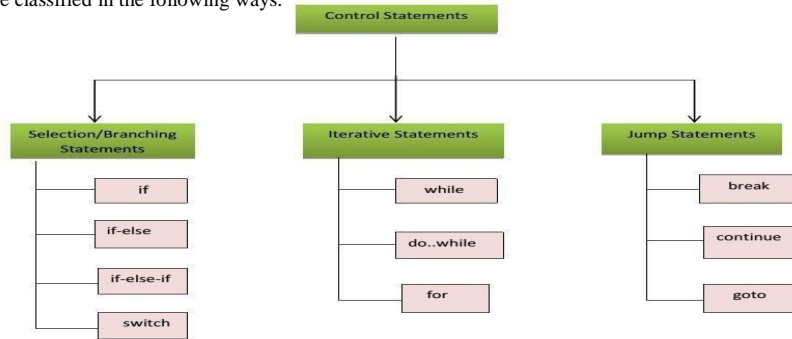 e classified in the following ways.
Control Statements
Selection/Branching
Statements
if
if-else
if-else-if
switch
Iterative Statements
while
do..while
for
Jump Statements
break
continue
goto